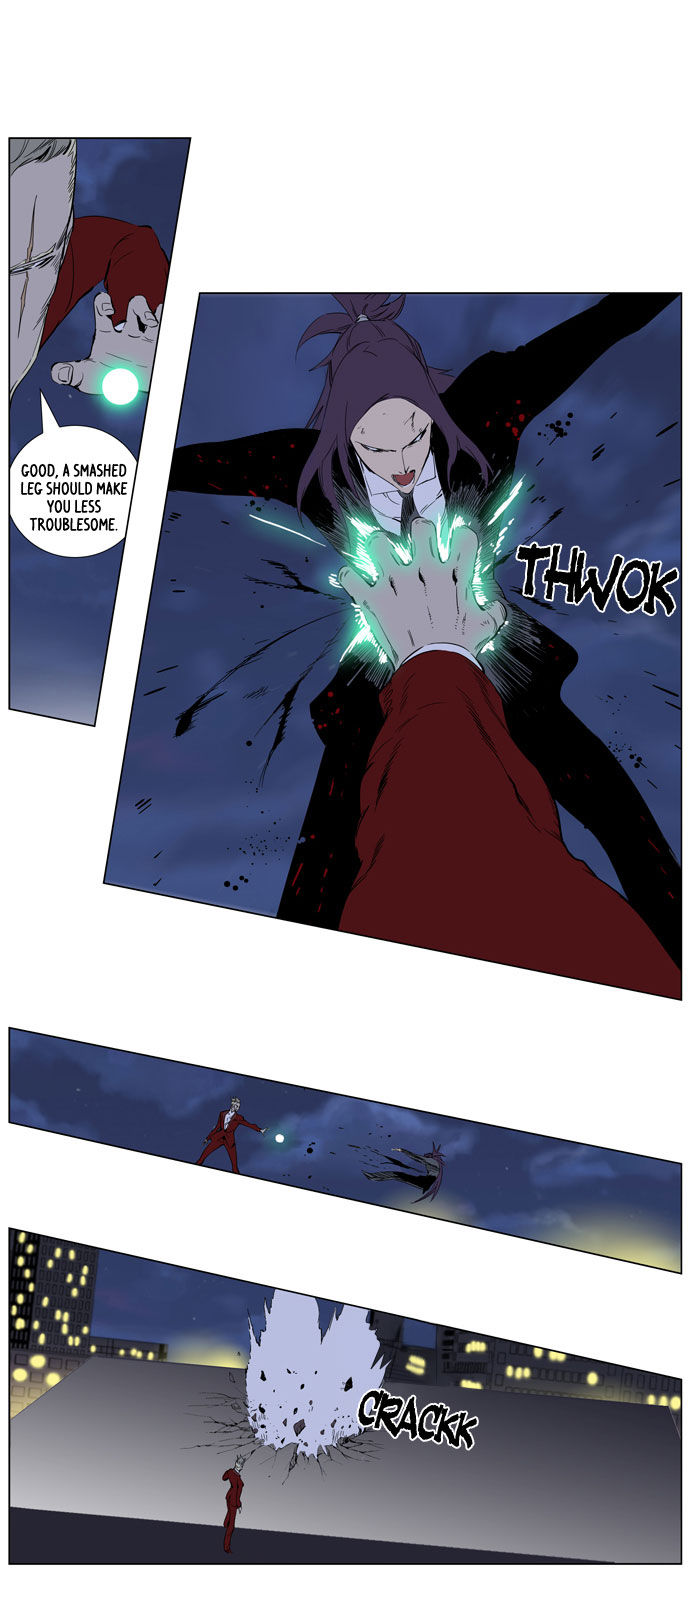 GOOD, A SMASHED
LEG SHOULD MAKE
YOU LESS
TROUBLESOME.
THWOK
CRACKK